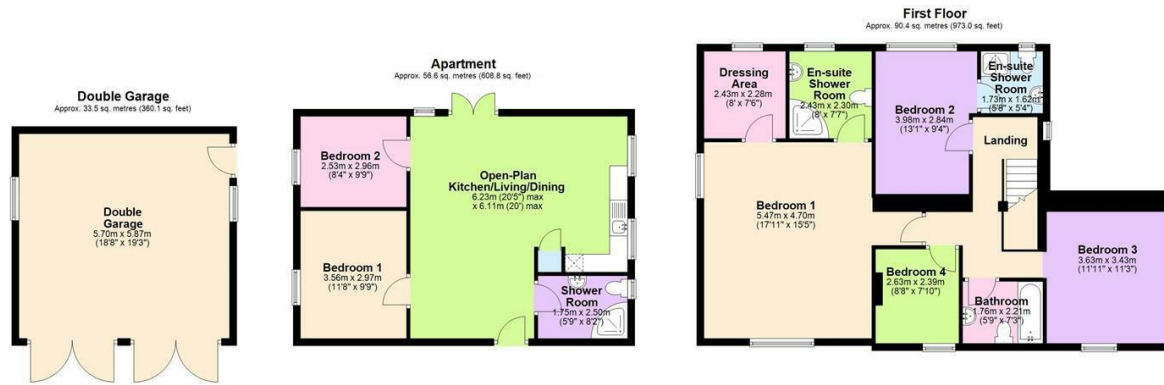 Double Garage
Approx. 33.5 sq. metres (360.1 sq. feet)
Double
Garage
5.70m x 5.87m
(18'8" x 19'3")
Apartment
Approx. 56.6 sq. metres (608.8 sq. feet)
Bedroom 2
2.53m x 2.96m
(8'4" x 9'9")
Open-Plan
Kitchen/Living/Dining
6.23m (20'5") max
x 6.11m (20') max
Bedroom 1
3.56m x 2.97m
(11'8" x 9'9")
Shower
Room
1.75m x 2.50m
(5'9" x 8'2")
First Floor
Approx. 90.4 sq. metres (973.0 sq. feet)
Dressing
Area
2.43m x 2.28m
(8' x 7'6")
En-suite
Shower
Room
2.43m x 2.30m
(8' x 7'7")
Bedroom 2
3.98m x 2.84m
(13'1" x 9'4")
En-suite
Shower
Room
1.73m x 1.62m
(5'8" x 5'4")
Landing
Bedroom 1
5.47m x 4.70m
(17'11" x 15'5")
Bedroom 3
3.63m x 3.43m
(11'11" x 11'3")
Bedroom 4
2.63m x 2.39m
(8'8" x 7'10")
Bathroom
1.76m x 2.21m
(5'9" x 7'3")